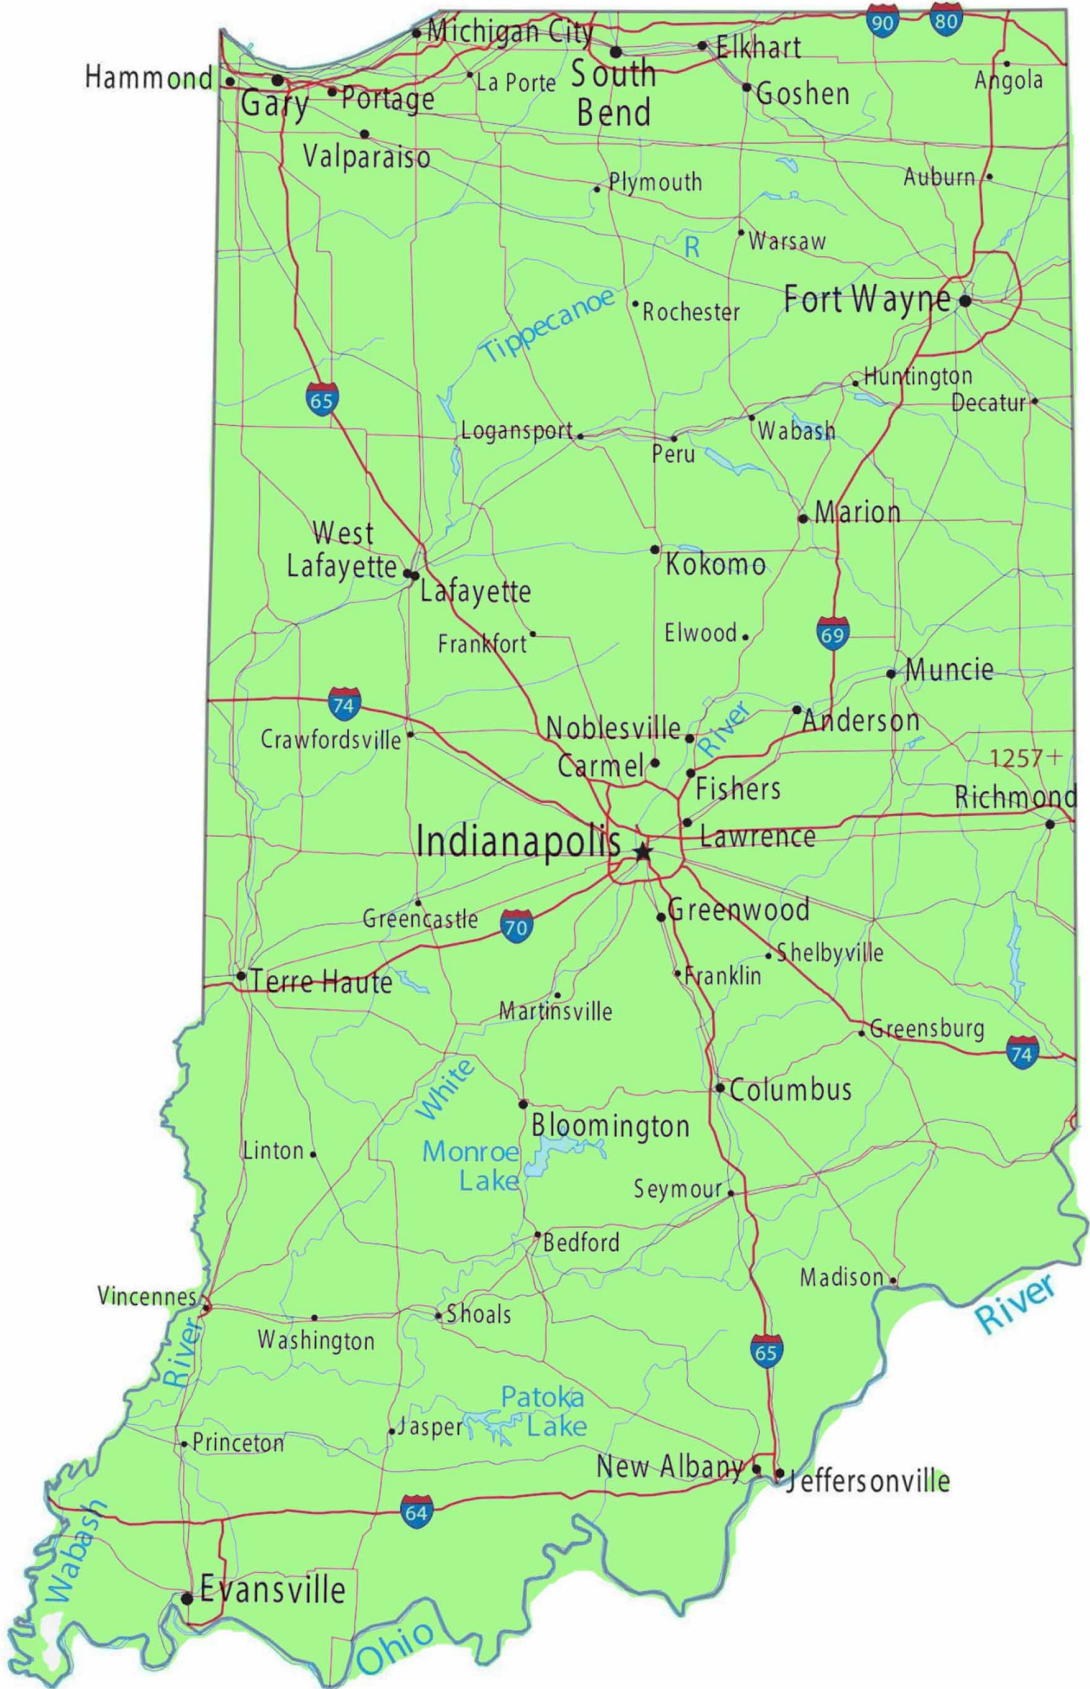 90
80
Michigan City
Elkhart
Hammond
La Porte
South
Bend
Angola
Gary
Portage
Goshen
Valparaiso
Plymouth
Auburn
R
Warsaw
Fort Wayne
Tippecanoe
Rochester
Huntington
65
Decatur
Logansport
Wabash
Peru
Marion
West
Lafayette
Kokomo
Lafayette
Frankfort
Elwood
69
Muncie
74
Noblesville
River
Anderson
Crawfordsville
Carmel
1257+
Fishers
Richmond
Indianapolis
Lawrence
Greencastle
70
Greenwood
Shelbyville
Terre Haute
Franklin
Martinsville
Greensburg
74
White
Columbus
Bloomington
Linton
Monroe
Lake
Seymour
Bedford
Madison
Vincennes
River
Shoals
Washington
River
65
Patoka
Lake
Jasper
Princeton
New Albany
Jeffersonville
64
Wabash
Evansville
Ohio